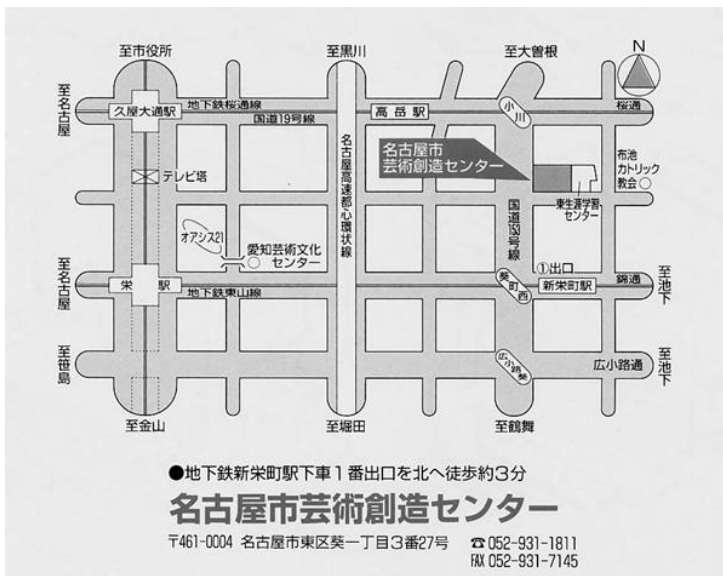 至市役所
至黒川
至大曽根
N
至名古屋
久屋大通駅
地下鉄桜通線
国道19号線
高岳駅
小川
桜通
名古屋市
芸術創造センター
布池
カトリック
教会
テレビ塔
名古屋高速都心環状線
国道153号線
東生涯学習
センター
オアシス21
愛知芸術文化
センター
①出口
至名古屋
栄駅
地下鉄東山線
葵町西
新栄町駅
錦通
至池下
至笹島
広小路葵
広小路通
至池下
至金山
至堀田
至鶴舞
●地下鉄新栄町駅下車1番出口を北へ徒歩約3分
名古屋市芸術創造センター
〒461-0004 名古屋市東区葵一丁目3番27号 ☎052-931-1811
FAX 052-931-7145